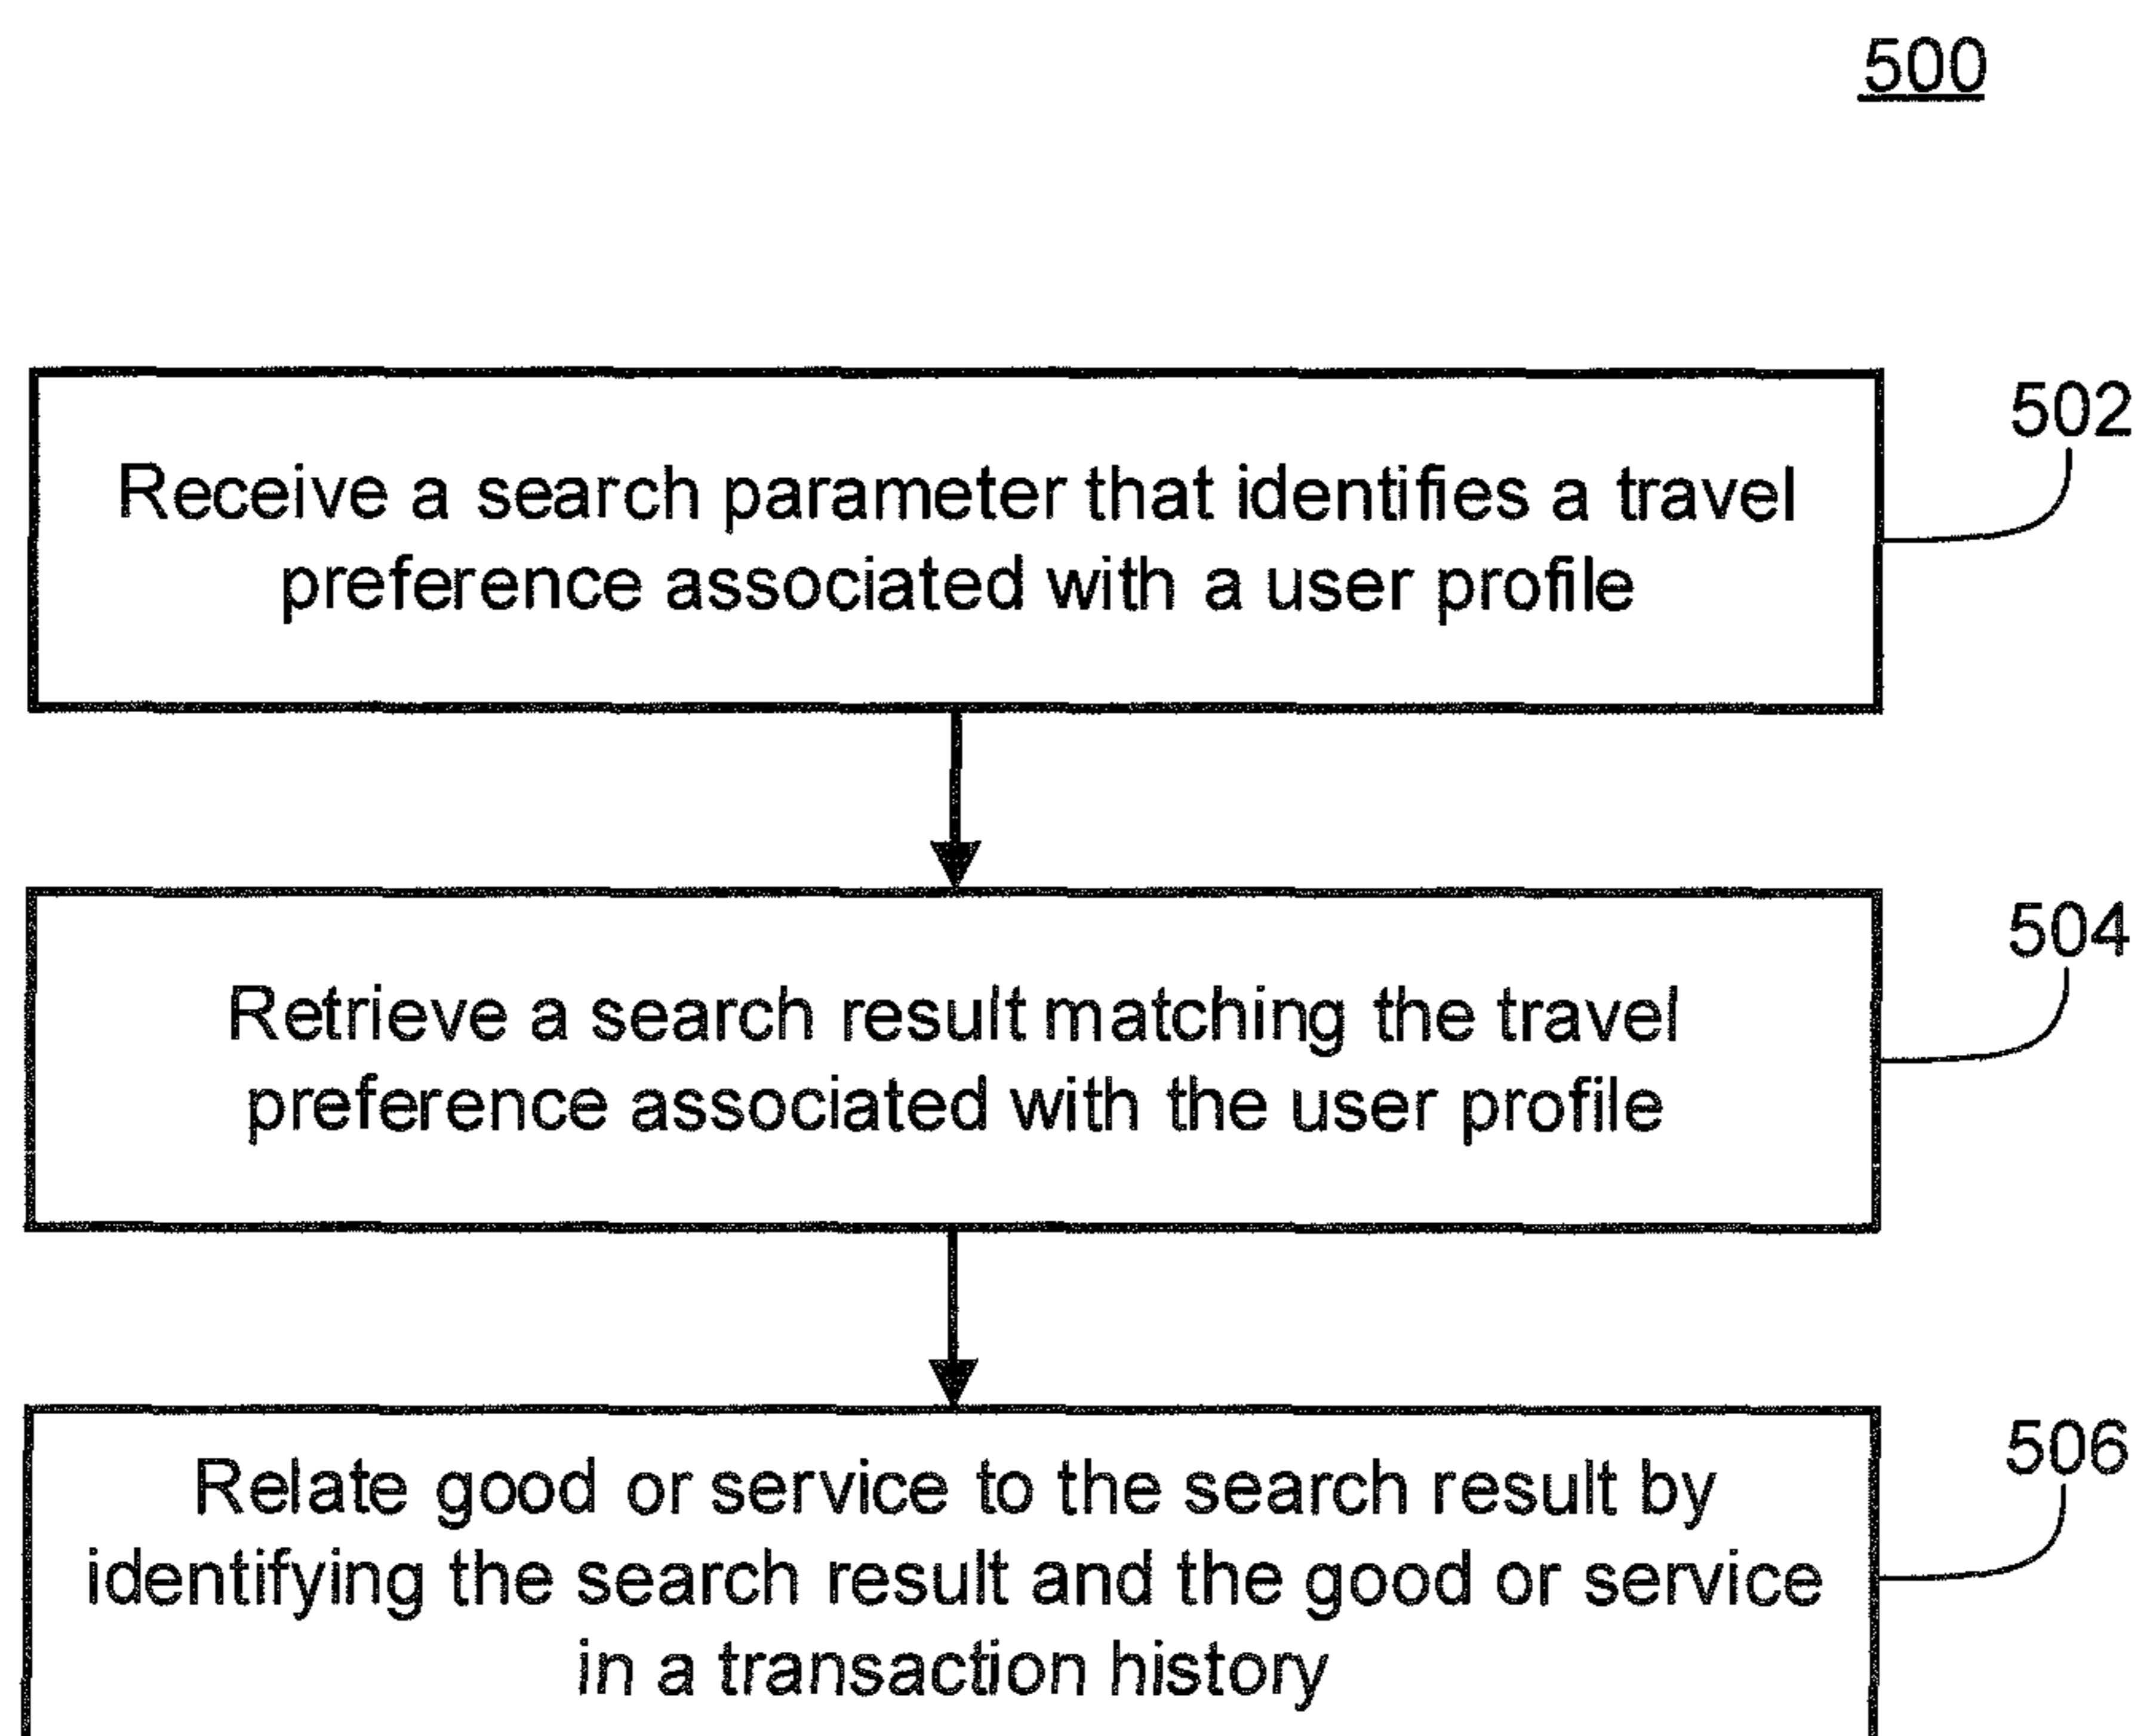 500
502
Receive a search parameter that identifies a travel
preference associated with a user profile
504
Retrieve a search result matching the travel
preference associated with the user profile
506
Relate good or service to the search result by
identifying the search result and the good or service
in a transaction history